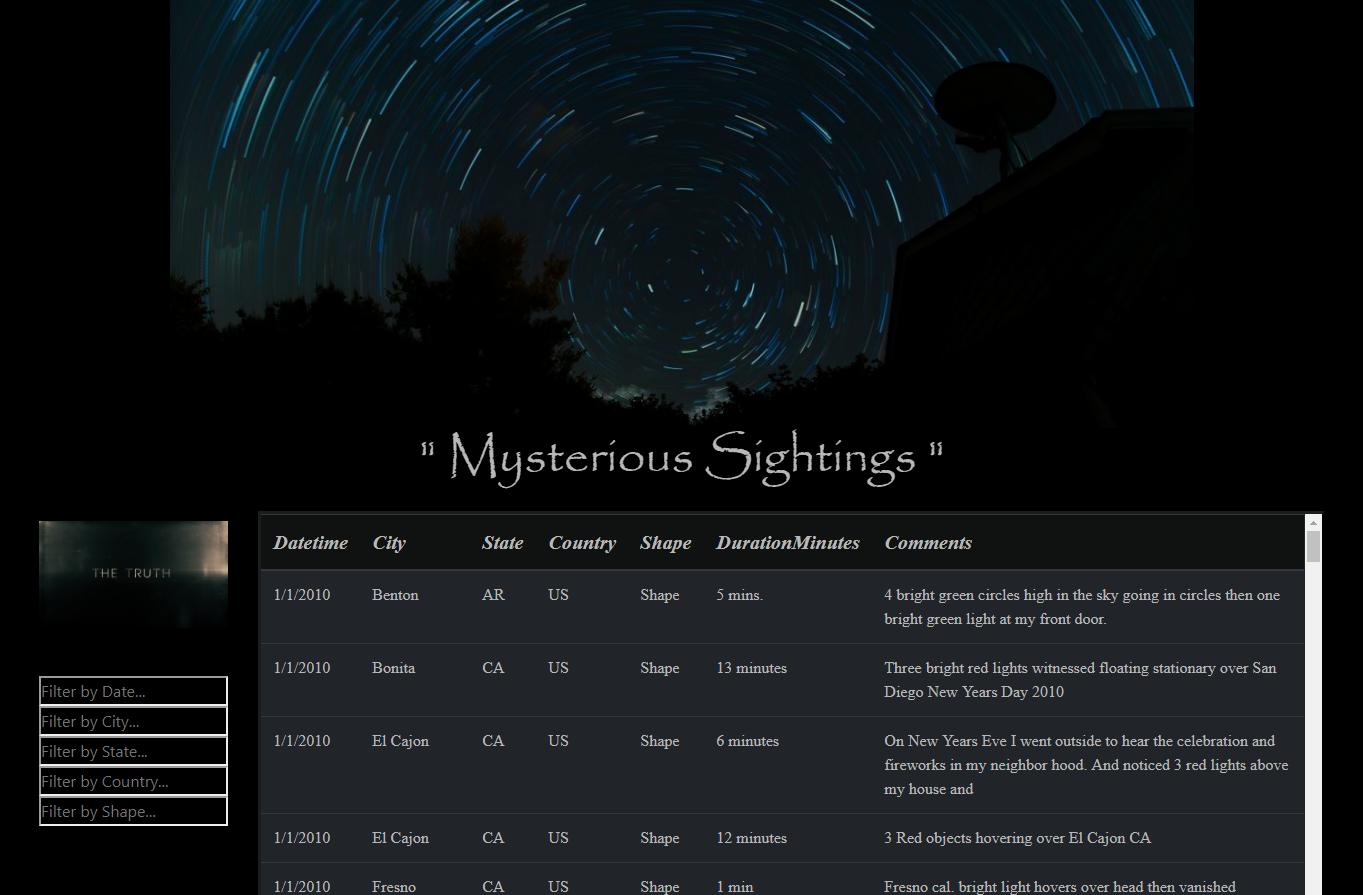 " Mysterious Sightings "
THE TRUTH
Filter by Date...
Filter by City...
Filter by State...
Filter by Country...
Filter by Shape...
Datetime City State Country Shape DurationMinutes Comments
1/1/2010 Benton AR US Shape 5 mins. 4 bright green circles high in the sky going in circles then one
bright green light at my front door.
1/1/2010 Bonita CA US Shape 13 minutes Three bright red lights witnessed floating stationary over San
Diego New Years Day 2010
1/1/2010 El Cajon CA US Shape 6 minutes On New Years Eve I went outside to hear the celebration and
fireworks in my neighbor hood. And noticed 3 red lights above
my house and
1/1/2010 El Cajon CA US Shape 12 minutes 3 Red objects hovering over El Cajon CA
1/1/2010 Fresno CA US Shape 1 min Fresno cal. bright light hovers over head then vanished